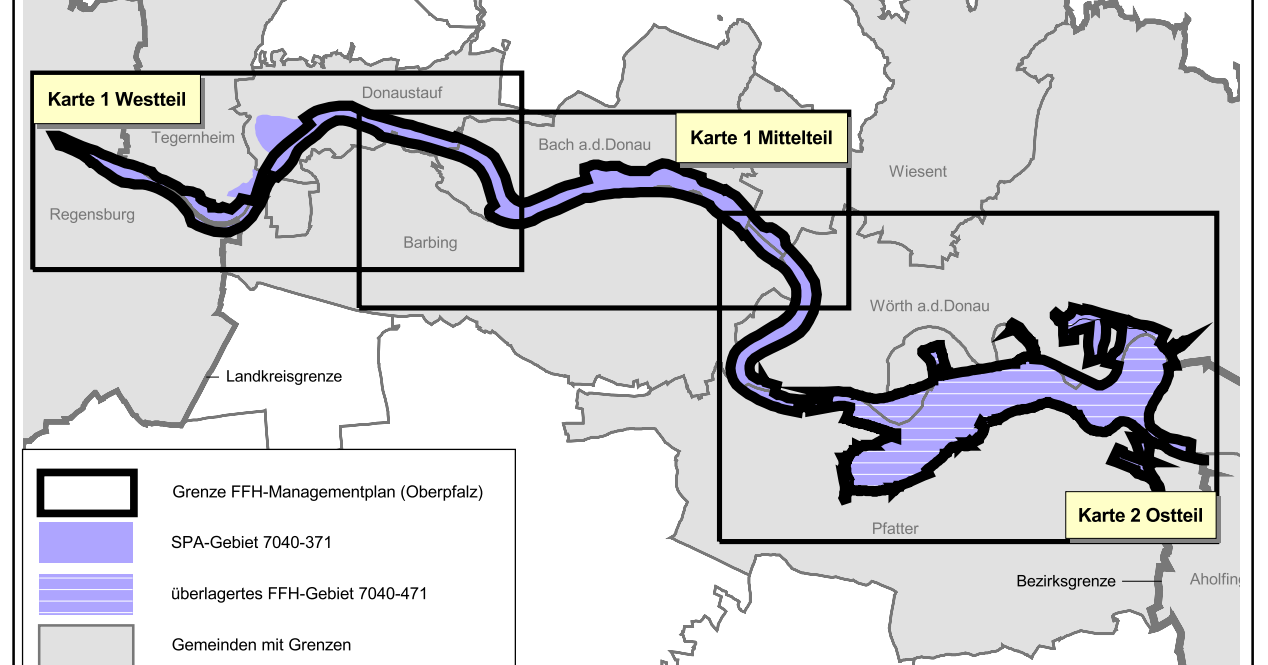 Karte 1 Westteil
Donaustauf
Tegernheim
Karte 1 Mittelteil
Bach a.d.Donau
Wiesent
Regensburg
Barbing
Wörth a.d.Donau
Landkreisgrenze
Grenze FFH-Managementplan (Oberpfalz)
SPA-Gebiet 7040-371
überlagertes FFH-Gebiet 7040-471
Gemeinden mit Grenzen
Karte 2 Ostteil
Pfatter
Bezirksgrenze
Aholfing